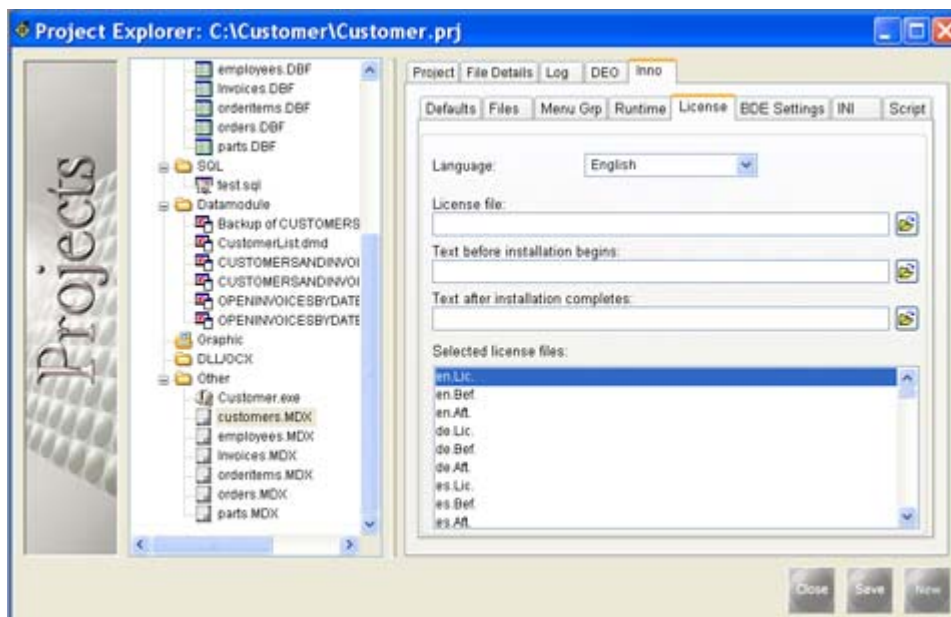 Project Explorer: C:\Customer\Customer.prj
Projects
employees.DBF
Invoices.DBF
orderitems.DBF
orders.DBF
parts.DBF
SQL
test.sql
Datamodule
Backup of CUSTOMERS
CustomerList.dmd
CUSTOMERSANDINVOI
CUSTOMERSANDINVOI
OPENINVOICESBYDATE
OPENINVOICESBYDATE
Graphic
DLL/OCX
Other
Customer.exe
customers.MDX
employees.MDX
Invoices.MDX
orderitems.MDX
orders.MDX
parts.MDX
Project File Details Log DEO Inno
Defaults Files Menu Grp Runtime License BDE Settings INI Script
Language: English
License file:
Text before installation begins:
Text after installation completes:
Selected license files:
en.Lic.
en.Bef.
en.Aft.
de.Lic.
de.Bef.
de.Aft.
es.Lic.
es.Bef.
es.Aft.
Close Save New